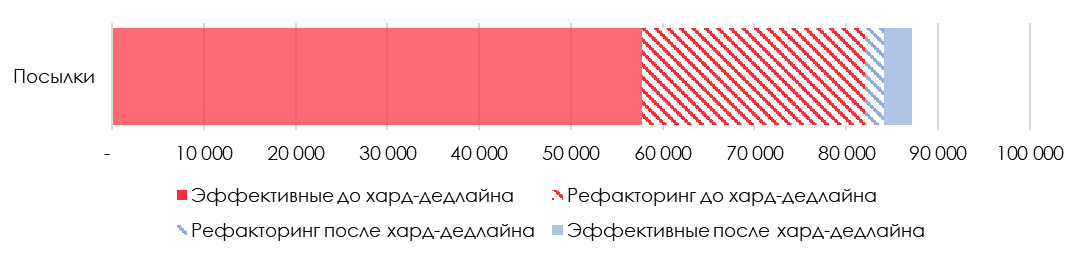 Посылки
- 10 000 20 000 30 000 40 000 50 000 60 000 70 000 80 000 90 000 100 000
Эффективные до хард-дедлайна Рефакторинг до хард-дедлайна
Рефакторинг после хард-дедлайна Эффективные после хард-дедлайна